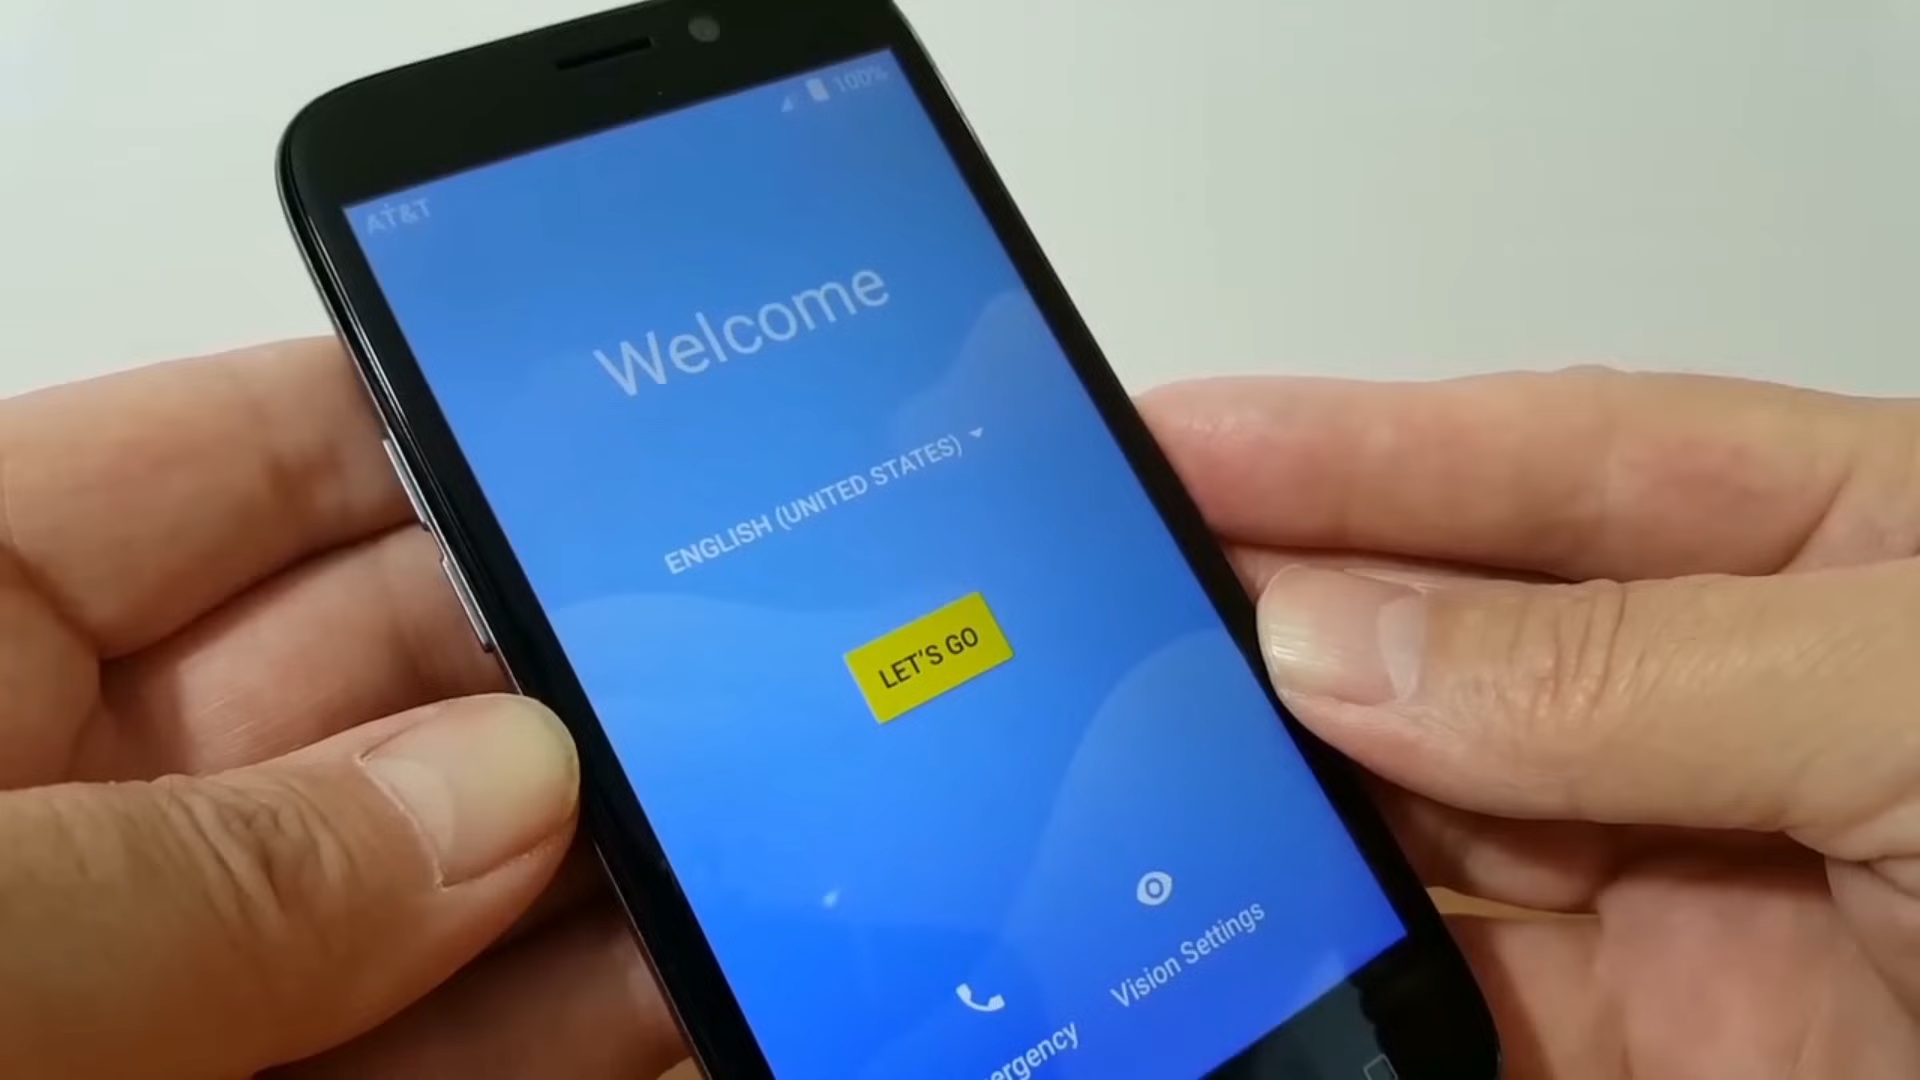 100%
AT&T
Welcome
ENGLISH (UNITED STATES)
LET'S GO
Vision Settings
ergency